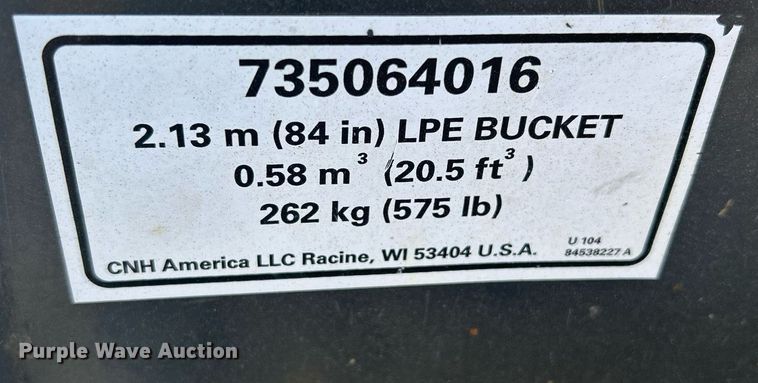 735064016
2.13 m (84 in) LPE BUCKET
0.58 m³ (20.5 ft³)
262 kg (575 lb)
CNH America LLC Racine, WI 53404 U.S.A.
U 104
84538227 A
Purple Wave Auction